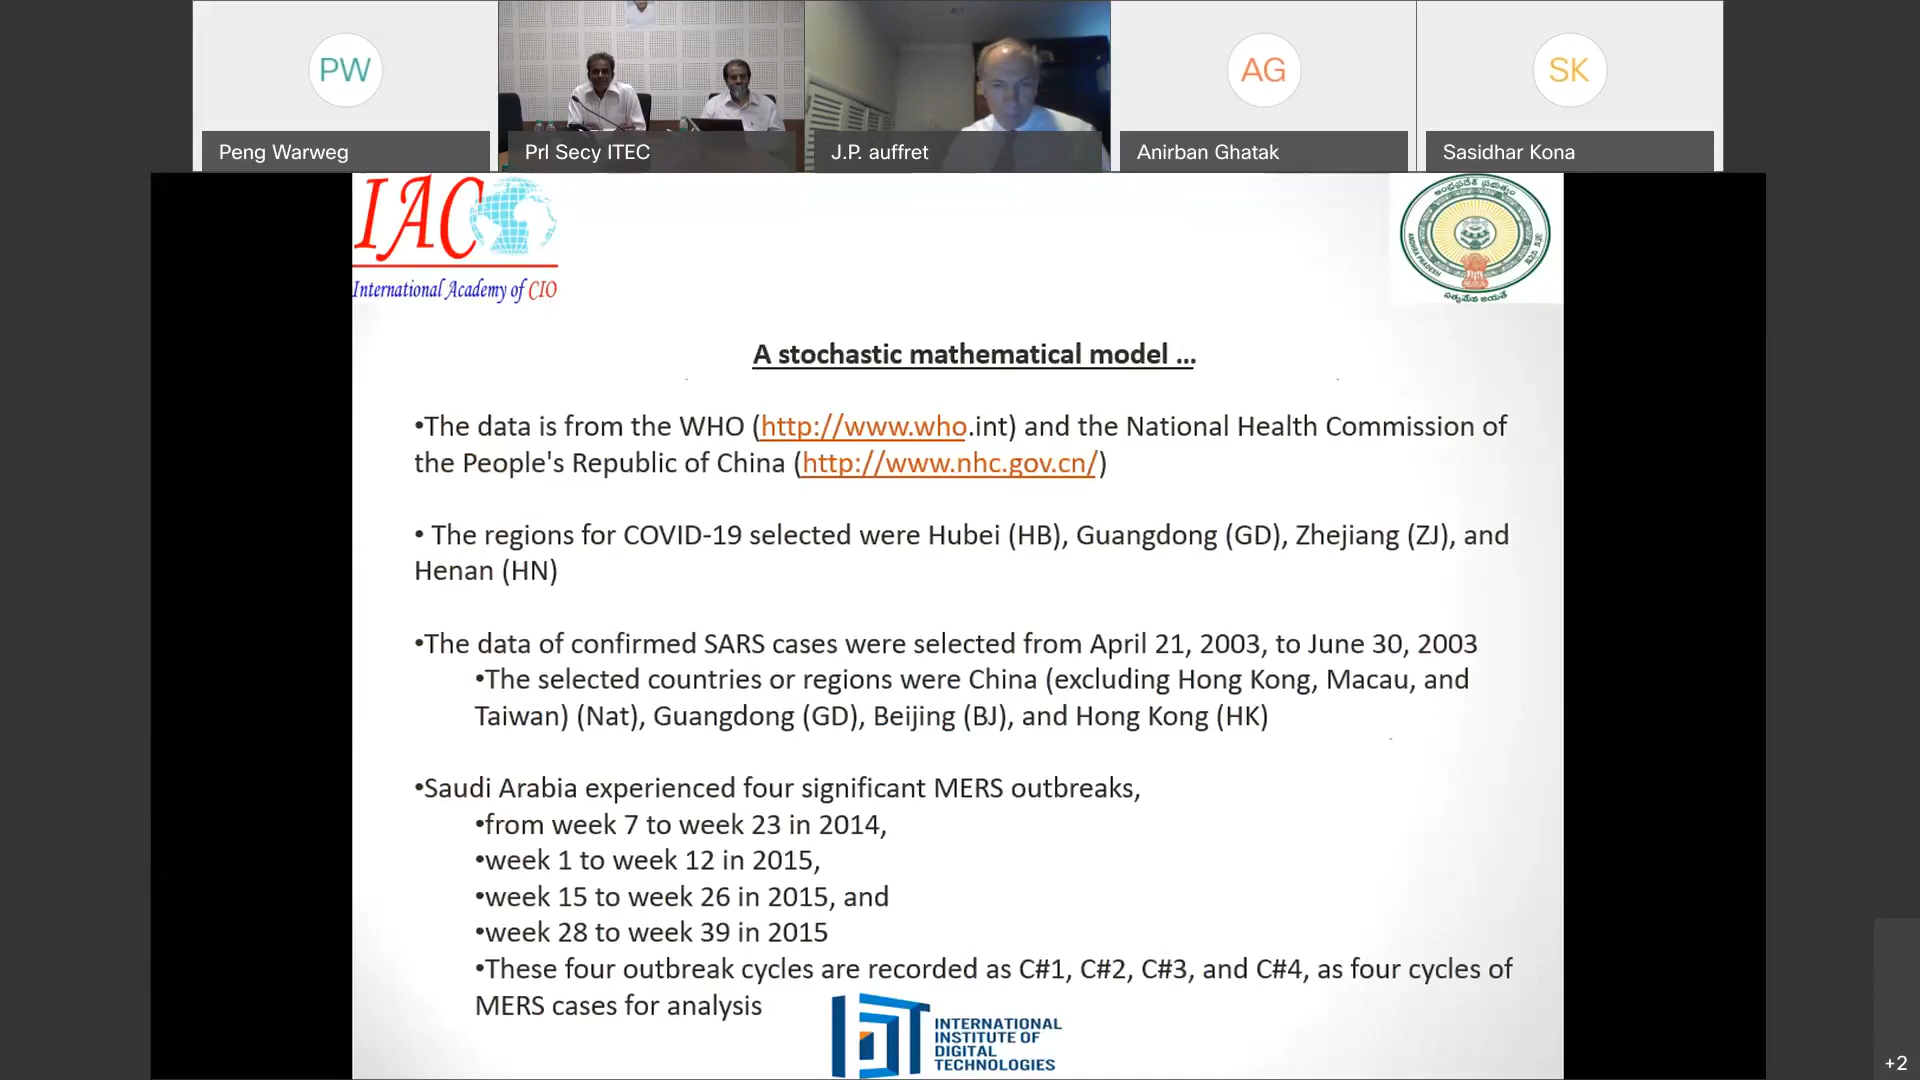 PW
AG
SK
Peng Warweg
Prl Secy ITEC
J.P. auffret
Anirban Ghatak
Sasidhar Kona
IAC
International Academy of CIO
ANDHRA PRADESH
సత్యమేవ జయతే
A stochastic mathematical model ...
•The data is from the WHO (http://www.who.int) and the National Health Commission of
the People's Republic of China (http://www.nhc.gov.cn/)
• The regions for COVID-19 selected were Hubei (HB), Guangdong (GD), Zhejiang (ZJ), and
Henan (HN)
•The data of confirmed SARS cases were selected from April 21, 2003, to June 30, 2003
•The selected countries or regions were China (excluding Hong Kong, Macau, and
Taiwan) (Nat), Guangdong (GD), Beijing (BJ), and Hong Kong (HK)
•Saudi Arabia experienced four significant MERS outbreaks,
•from week 7 to week 23 in 2014,
•week 1 to week 12 in 2015,
•week 15 to week 26 in 2015, and
•week 28 to week 39 in 2015
•These four outbreak cycles are recorded as C#1, C#2, C#3, and C#4, as four cycles of
MERS cases for analysis
INTERNATIONAL
INSTITUTE OF
DIGITAL
TECHNOLOGIES
+2